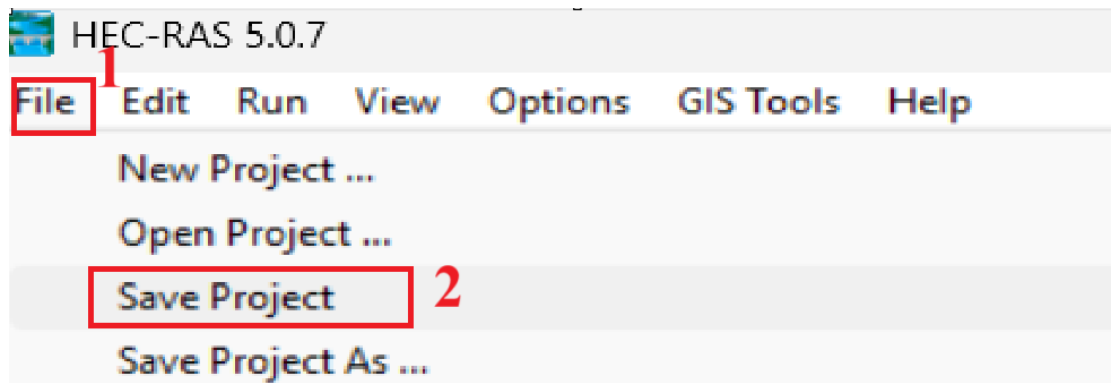 HEC-RAS 5.0.7
1
File Edit Run View Options GIS Tools Help
New Project ...
Open Project ...
Save Project 2
Save Project As ...